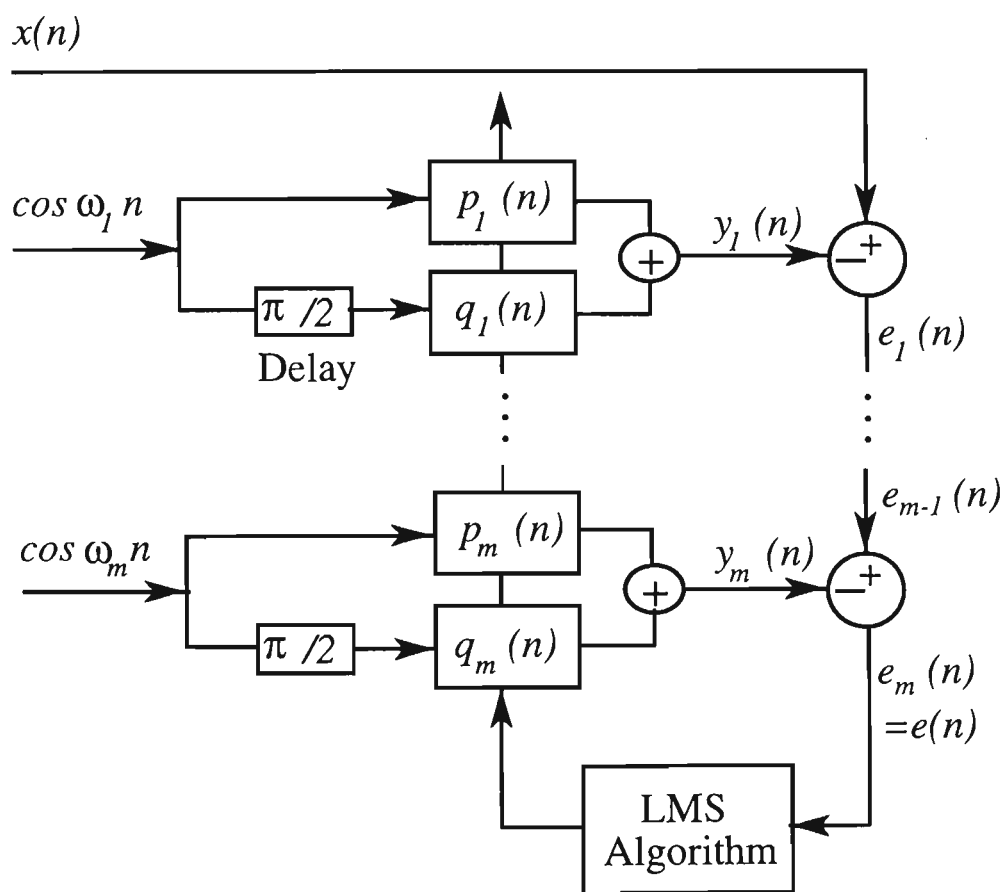 x(n)
cos ω₁ n
p₁ (n)
+
y₁ (n)
− +
π /2
q₁ (n)
Delay
e₁ (n)
eₘ₋₁ (n)
cos ωₘ n
pₘ (n)
+
yₘ (n)
− +
π /2
qₘ (n)
eₘ (n)
=e(n)
LMS
Algorithm